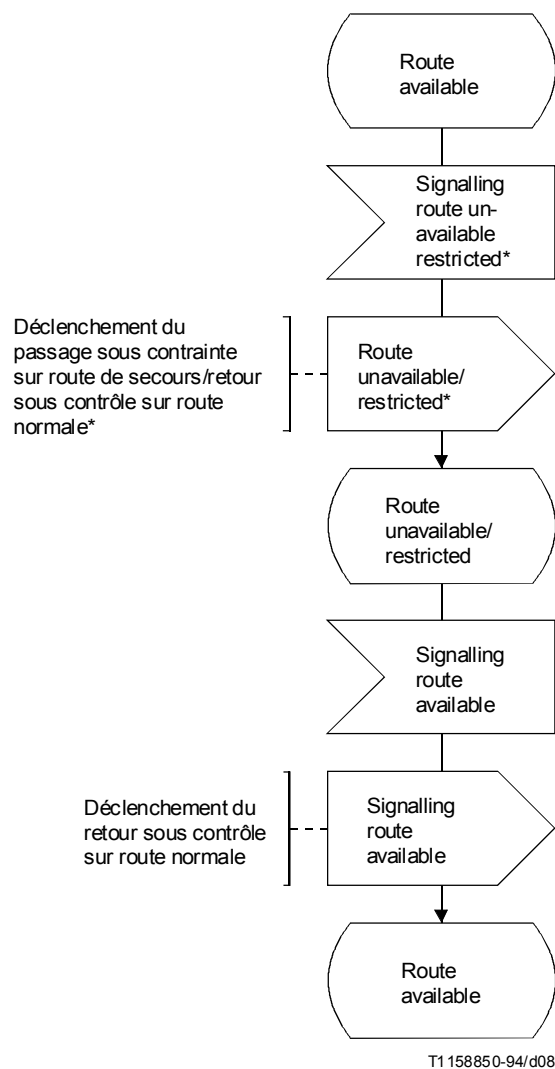 Route
available
Signalling
route un-
available
restricted*
Déclenchement du
passage sous contrainte
sur route de secours/retour
sous contrôle sur route
normale*
Route
unavailable/
restricted*
Route
unavailable/
restricted
Signalling
route
available
Déclenchement du
retour sous contrôle
sur route normale
Signalling
route
available
Route
available
T1158850-94/d08